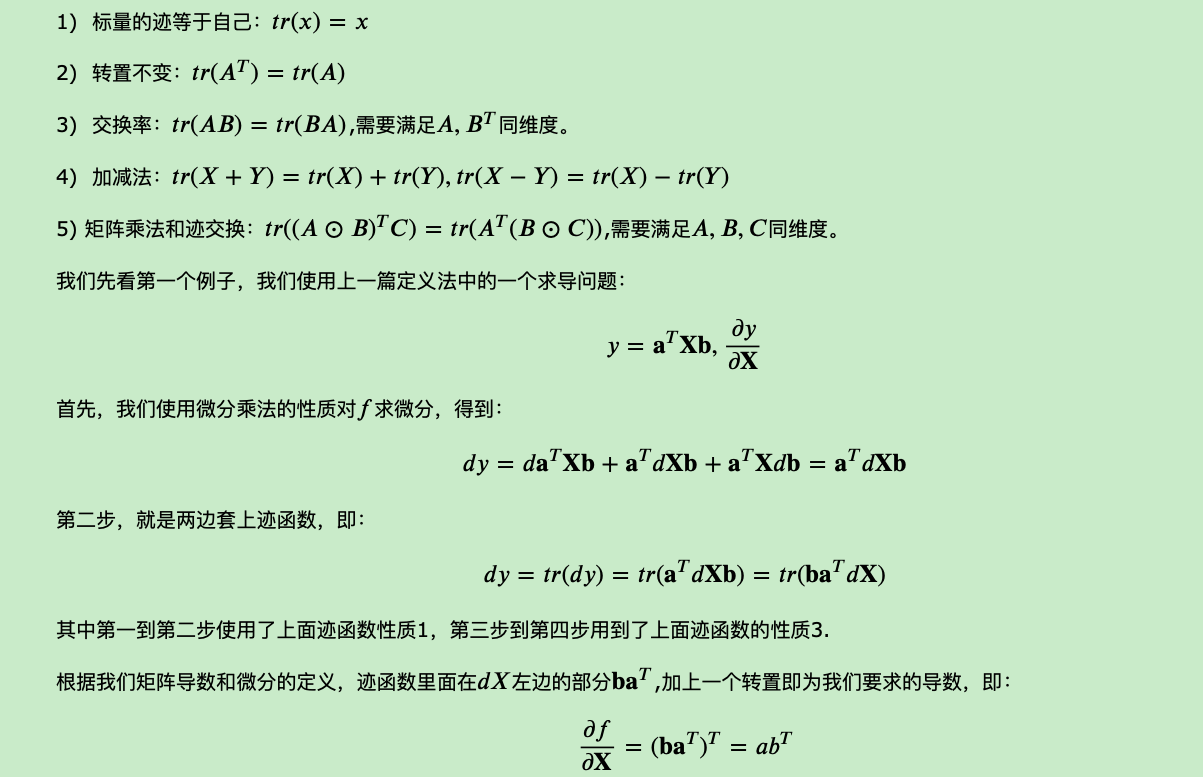 1） 标量的迹等于自己：$tr(x) = x$
2） 转置不变：$tr(A^T) = tr(A)$
3） 交换率：$tr(AB) = tr(BA)$,需要满足$A, B^T$同维度。
4） 加减法：$tr(X + Y) = tr(X) + tr(Y), tr(X - Y) = tr(X) - tr(Y)$
5) 矩阵乘法和迹交换：$tr((A \odot B)^T C) = tr(A^T (B \odot C))$,需要满足$A, B, C$同维度。
我们先看第一个例子，我们使用上一篇定义法中的一个求导问题：
$y = \mathbf{a}^T \mathbf{X} \mathbf{b}, \frac{\partial y}{\partial \mathbf{X}}$
首先，我们使用微分乘法的性质对$f$求微分，得到：
$dy = d\mathbf{a}^T \mathbf{X} \mathbf{b} + \mathbf{a}^T d\mathbf{X} \mathbf{b} + \mathbf{a}^T \mathbf{X} d\mathbf{b} = \mathbf{a}^T d\mathbf{X} \mathbf{b}$
第二步，就是两边套上迹函数，即：
$dy = tr(dy) = tr(\mathbf{a}^T d\mathbf{X} \mathbf{b}) = tr(\mathbf{b} \mathbf{a}^T d\mathbf{X})$
其中第一到第二步使用了上面迹函数性质1，第三步到第四步用到了上面迹函数的性质3.
根据我们矩阵导数和微分的定义，迹函数里面在$dX$左边的部分$\mathbf{b} \mathbf{a}^T$,加上一个转置即为我们要求的导数，即：
$\frac{\partial f}{\partial \mathbf{X}} = (\mathbf{b} \mathbf{a}^T)^T = ab^T$